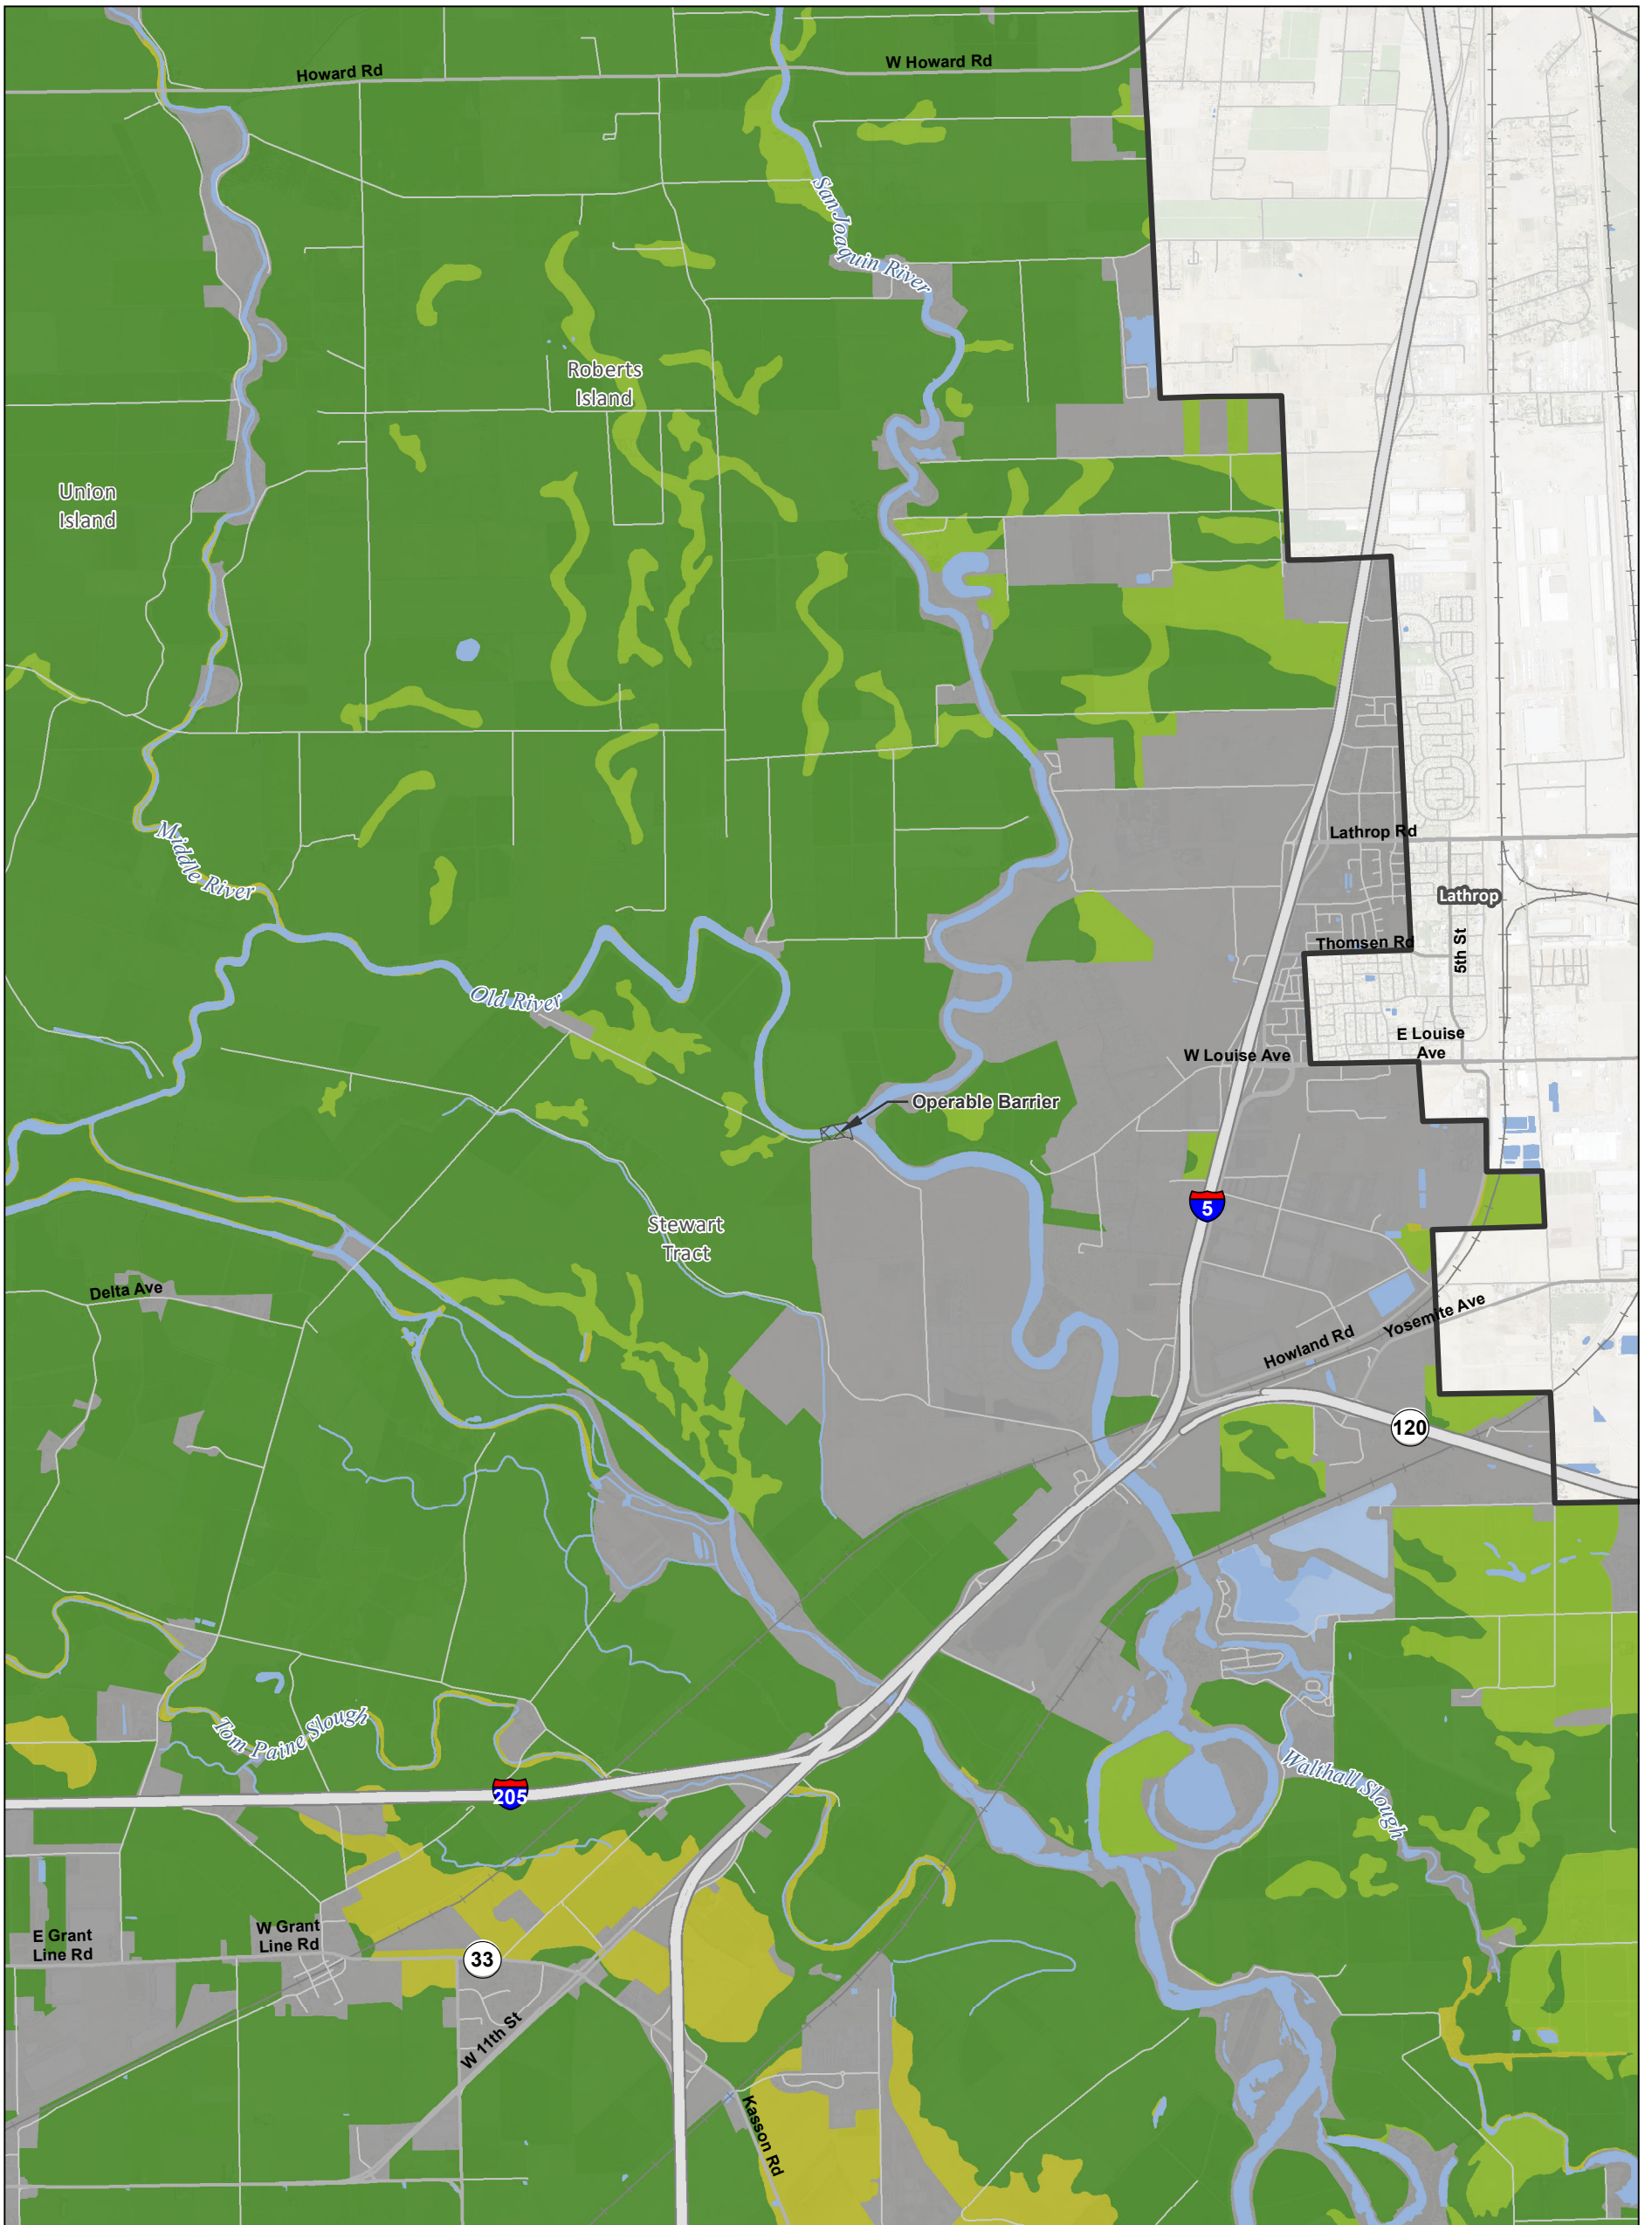 Howard Rd
W Howard Rd
San Joaquin River
Roberts
Island
Union
Island
Middle River
Lathrop Rd
Lathrop
Thomsen Rd
5th St
Old River
E Louise
Ave
W Louise Ave
Operable Barrier
5
Stewart
Tract
Delta Ave
Yosemite Ave
Howland Rd
120
Tom Paine Slough
Walthall Slough
205
E Grant
Line Rd
W Grant
Line Rd
33
W 11th St
Kasson Rd